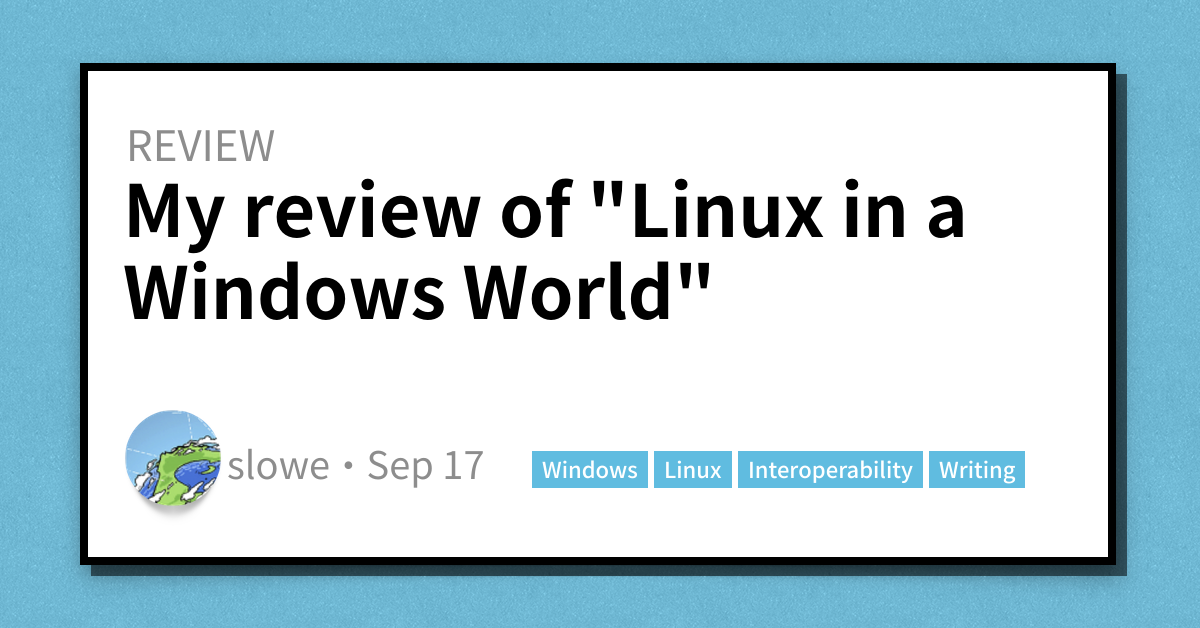 REVIEW
My review of "Linux in a
Windows World"
slowe • Sep 17
Windows Linux Interoperability Writing